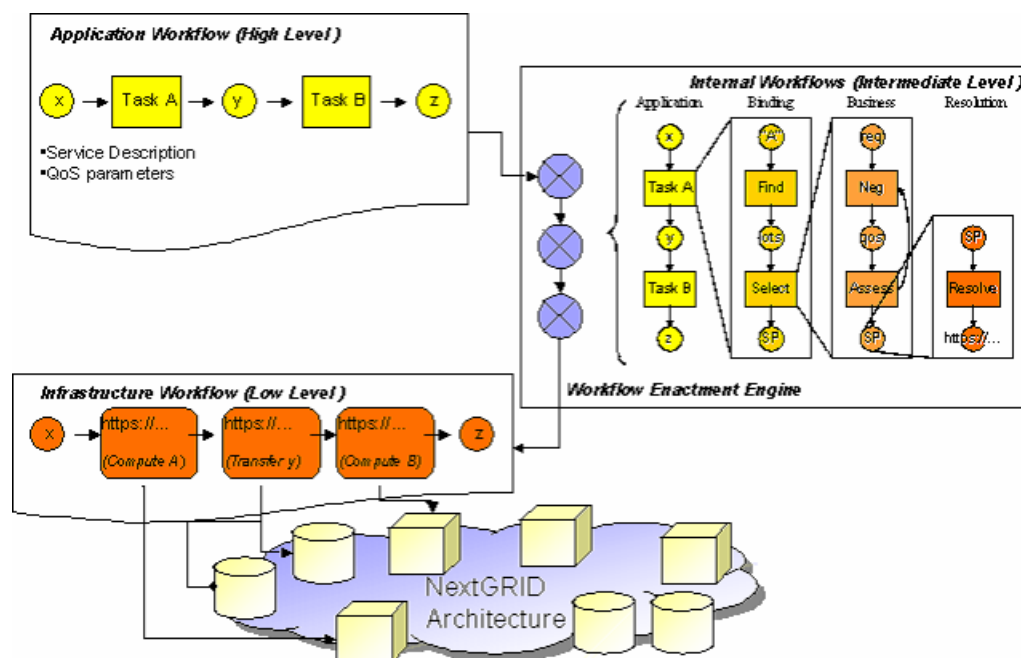 Application Workflow (High Level )
x
Task A
y
Task B
z
▪Service Description
▪QoS parameters
Internal Workflows (Intermediate Level )
Application
Binding
Business
Resolution
x
Task A
y
Task B
z
"A"
Find
ots
Select
SP
req
Neg
qos
Assess
SP
SP
Resolve
https://...
Workflow Enactment Engine
Infrastructure Workflow (Low Level )
x
https://...
(Compute A)
https://...
(Transfer y)
https://...
(Compute B)
z
NextGRID
Architecture